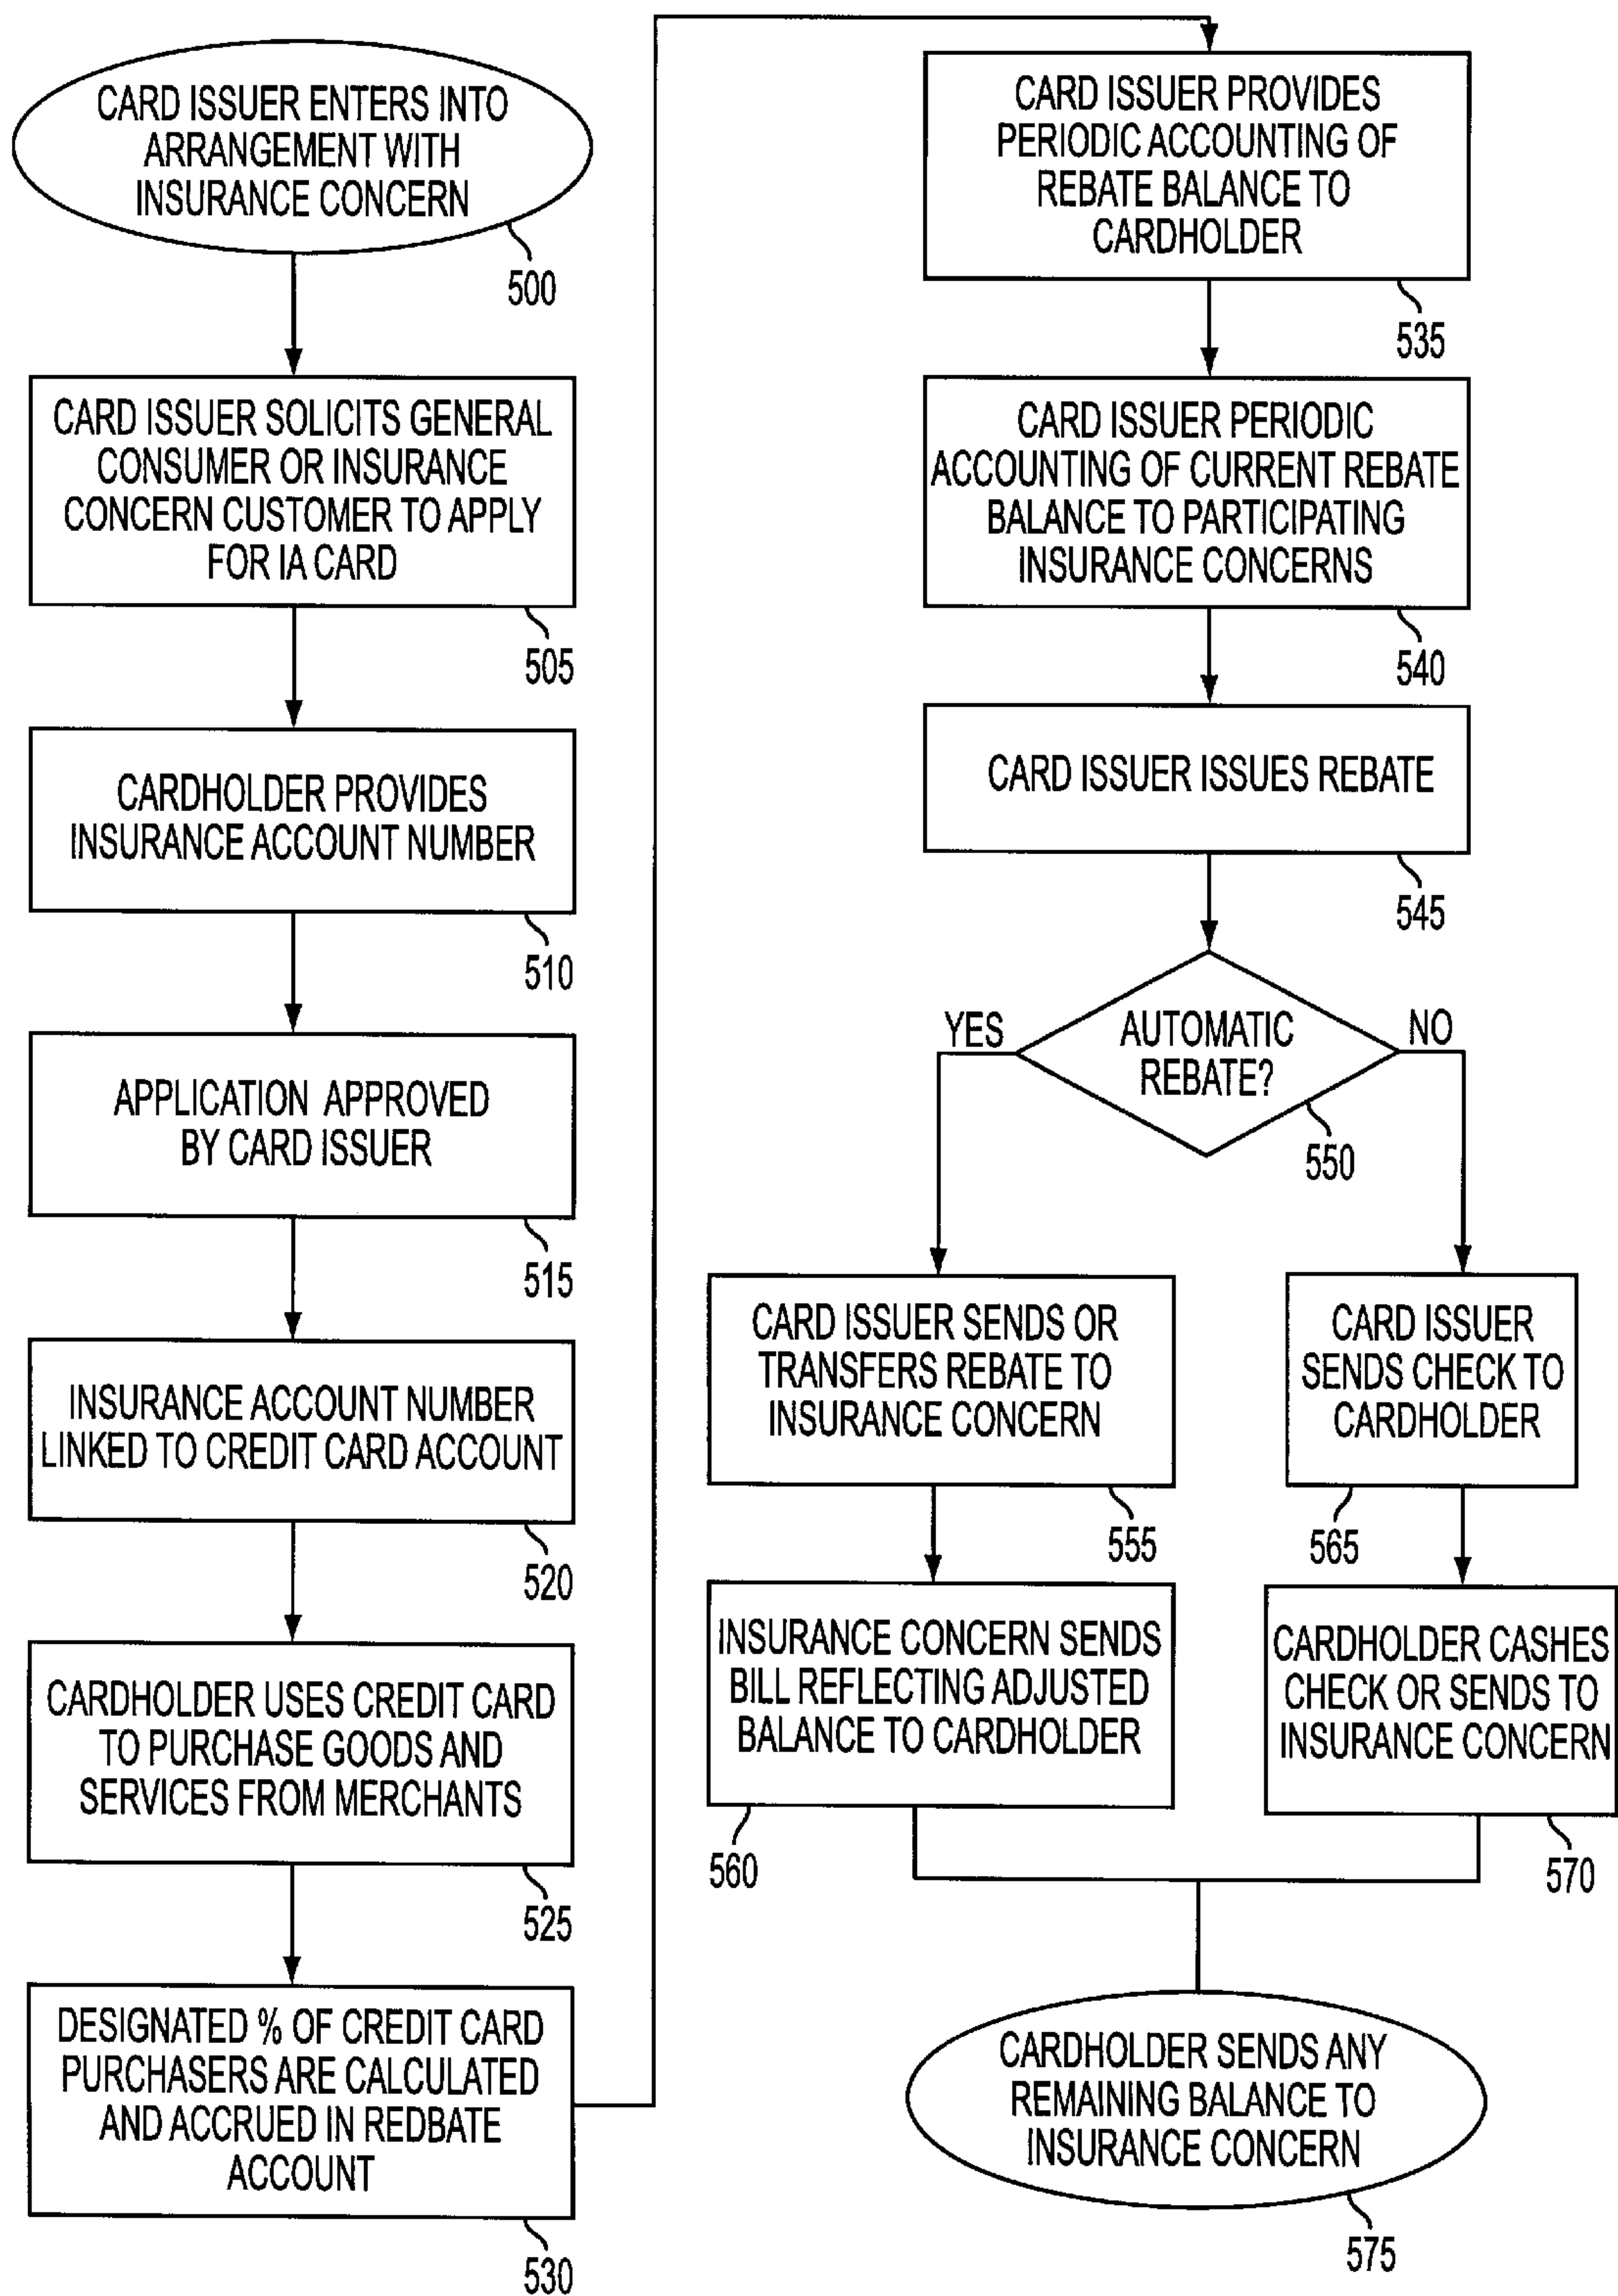 CARD ISSUER ENTERS INTO
ARRANGEMENT WITH
INSURANCE CONCERN
500
CARD ISSUER SOLICITS GENERAL
CONSUMER OR INSURANCE
CONCERN CUSTOMER TO APPLY
FOR IA CARD
505
CARDHOLDER PROVIDES
INSURANCE ACCOUNT NUMBER
510
APPLICATION APPROVED
BY CARD ISSUER
515
INSURANCE ACCOUNT NUMBER
LINKED TO CREDIT CARD ACCOUNT
520
CARDHOLDER USES CREDIT CARD
TO PURCHASE GOODS AND
SERVICES FROM MERCHANTS
525
DESIGNATED % OF CREDIT CARD
PURCHASERS ARE CALCULATED
AND ACCRUED IN REDBATE
ACCOUNT
530
CARD ISSUER PROVIDES
PERIODIC ACCOUNTING OF
REBATE BALANCE TO
CARDHOLDER
535
CARD ISSUER PERIODIC
ACCOUNTING OF CURRENT REBATE
BALANCE TO PARTICIPATING
INSURANCE CONCERNS
540
CARD ISSUER ISSUES REBATE
545
YES
AUTOMATIC
REBATE?
NO
550
CARD ISSUER SENDS OR
TRANSFERS REBATE TO
INSURANCE CONCERN
555
CARD ISSUER
SENDS CHECK TO
CARDHOLDER
565
INSURANCE CONCERN SENDS
BILL REFLECTING ADJUSTED
BALANCE TO CARDHOLDER
560
CARDHOLDER CASHES
CHECK OR SENDS TO
INSURANCE CONCERN
570
CARDHOLDER SENDS ANY
REMAINING BALANCE TO
INSURANCE CONCERN
575